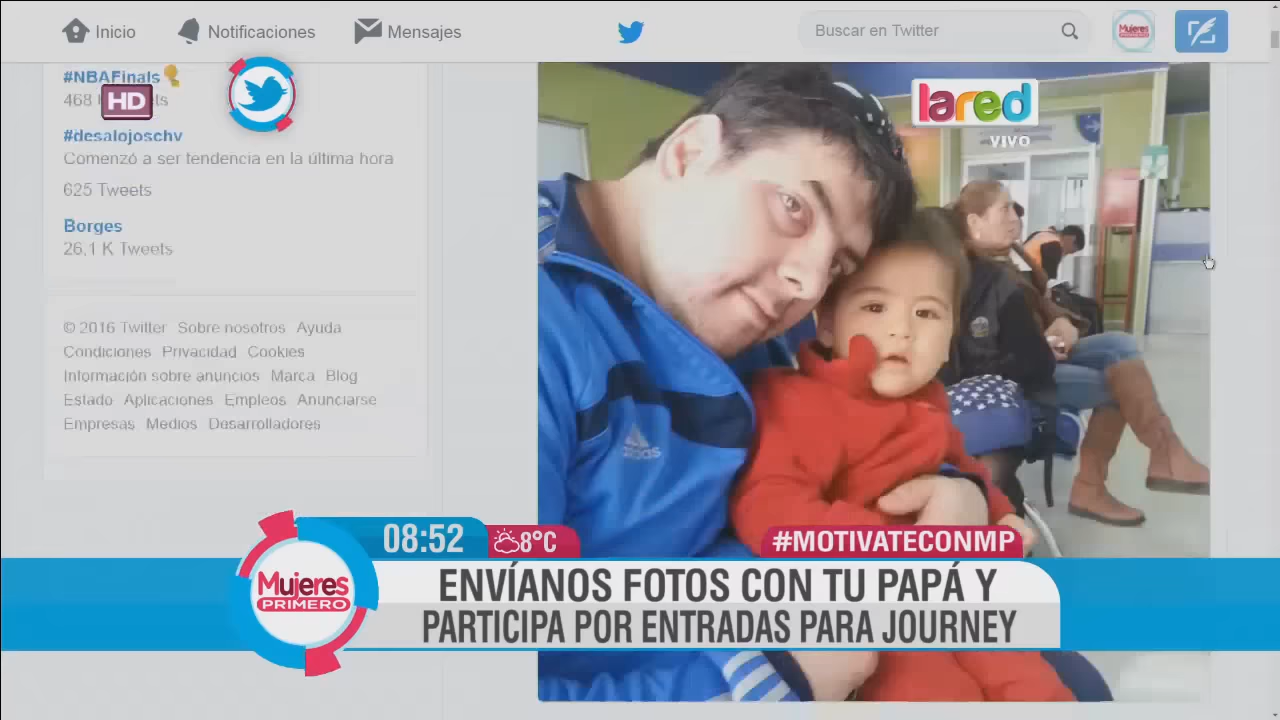 Inicio
Notificaciones
Mensajes
Buscar en Twitter
Mujeres
#NBAFinals
468
HD
#desalojoschv
Comenzó a ser tendencia en la última hora
625 Tweets
Borges
26,1 K Tweets
© 2016 Twitter Sobre nosotros Ayuda
Condiciones Privacidad Cookies
Información sobre anuncios Marca Blog
Estado Aplicaciones Empleos Anunciarse
Empresas Medios Desarrolladores
lared
VIVO
adidas
08:52
8°C
#MOTIVATECONMP
Mujeres
PRIMERO
ENVÍANOS FOTOS CON TU PAPÁ Y
PARTICIPA POR ENTRADAS PARA JOURNEY